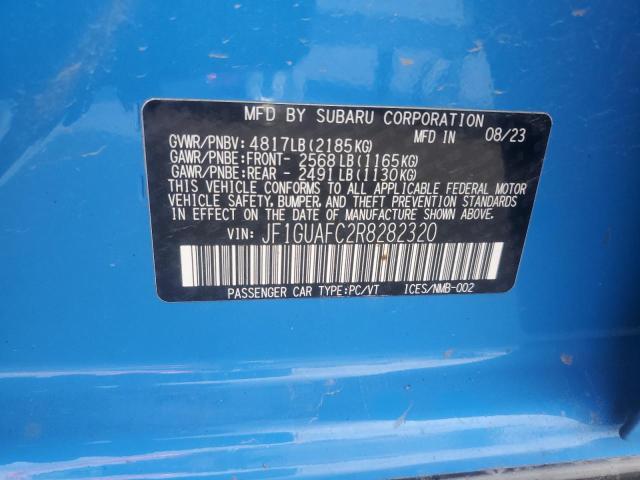 MFD BY SUBARU CORPORATION
MFD IN 08/23
GVWR/PNBV: 4817LB(2185KG)
GAWR/PNBE:FRONT- 2568LB(1165KG)
GAWR/PNBE:REAR - 2491LB(1130KG)
THIS VEHICLE CONFORMS TO ALL APPLICABLE FEDERAL MOTOR
VEHICLE SAFETY, BUMPER, AND THEFT PREVENTION STANDARDS
IN EFFECT ON THE DATE OF MANUFACTURE SHOWN ABOVE.
VIN: JF1GUAFC2R8282320
PASSENGER CAR TYPE:PC/VT ICES/NMB-002